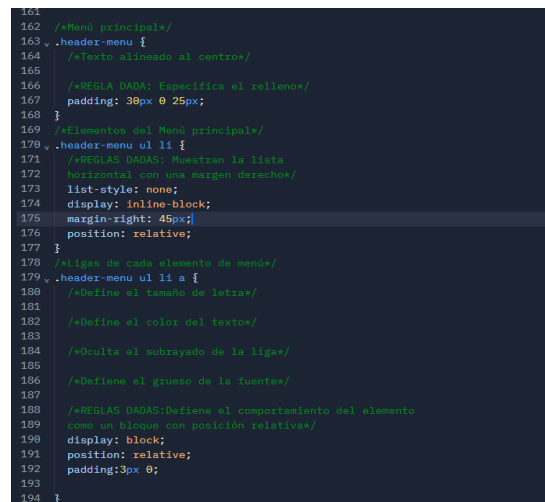 161
162 /*Menú principal*/
163 .header-menu {
164 /*Texto alineado al centro*/
165
166 /*REGLA DADA: Especifica el relleno*/
167 padding: 30px 0 25px;
168 }
169 /*Elementos del Menú principal*/
170 .header-menu ul li {
171 /*REGLAS DADAS: Muestran la lista
172 horizontal con una margen derecho*/
173 list-style: none;
174 display: inline-block;
175 margin-right: 45px;
176 position: relative;
177 }
178 /*Ligas de cada elemento de menú*/
179 .header-menu ul li a {
180 /*Define el tamaño de letra*/
181
182 /*Define el color del texto*/
183
184 /*Oculta el subrayado de la liga*/
185
186 /*Defiene el grueso de la fuente*/
187
188 /*REGLAS DADAS:Defiene el comportamiento del elemento
189 como un bloque con posición relativa*/
190 display: block;
191 position: relative;
192 padding:3px 0;
193
194 }